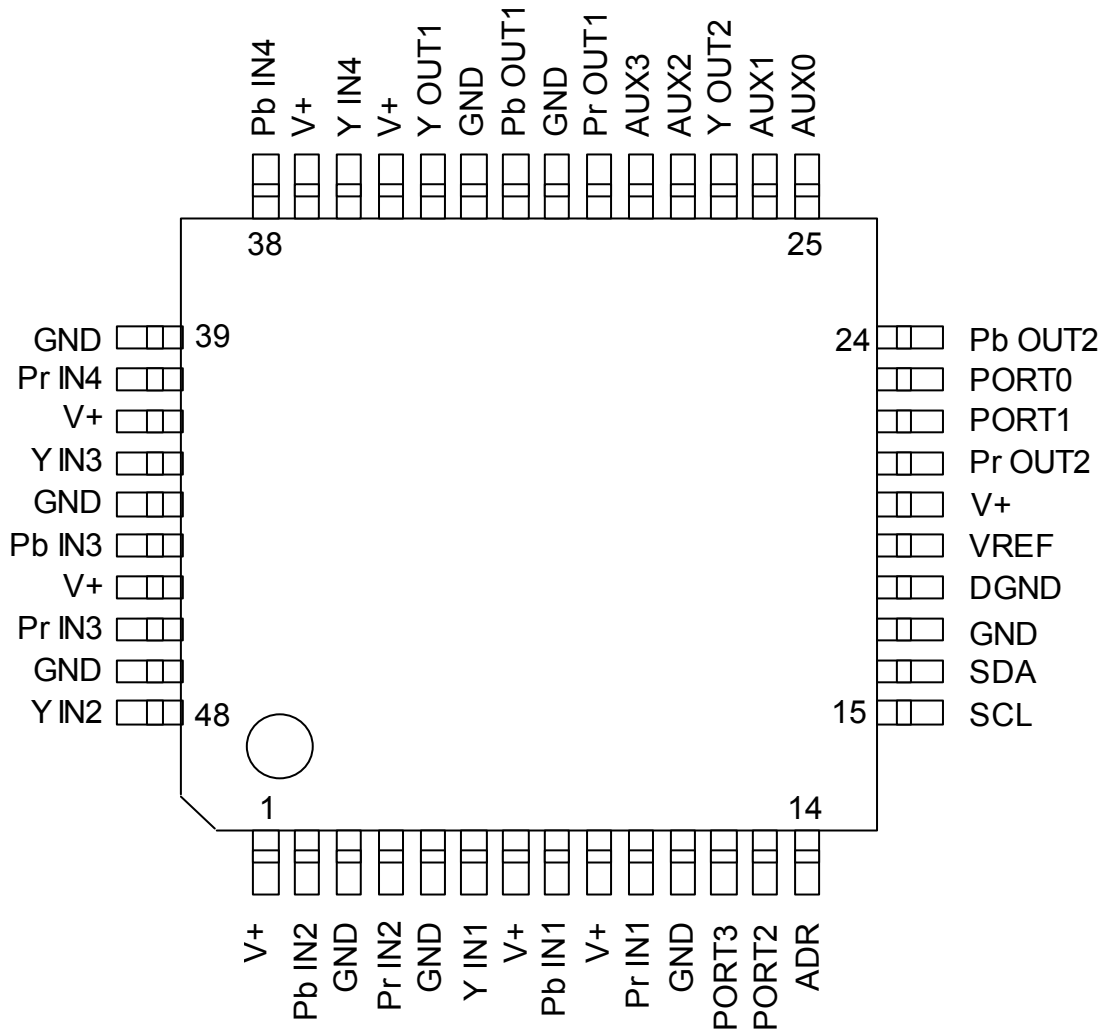 Pb IN4
V+
Y IN4
V+
Y OUT1
GND
Pb OUT1
GND
Pr OUT1
AUX3
AUX2
Y OUT2
AUX1
AUX0
38
25
GND
39
24
Pb OUT2
Pr IN4
PORT0
V+
PORT1
Y IN3
Pr OUT2
GND
V+
Pb IN3
VREF
V+
DGND
Pr IN3
GND
GND
SDA
Y IN2
48
15
SCL
1
14
V+
Pb IN2
GND
Pr IN2
GND
Y IN1
V+
Pb IN1
V+
Pr IN1
GND
PORT3
PORT2
ADR